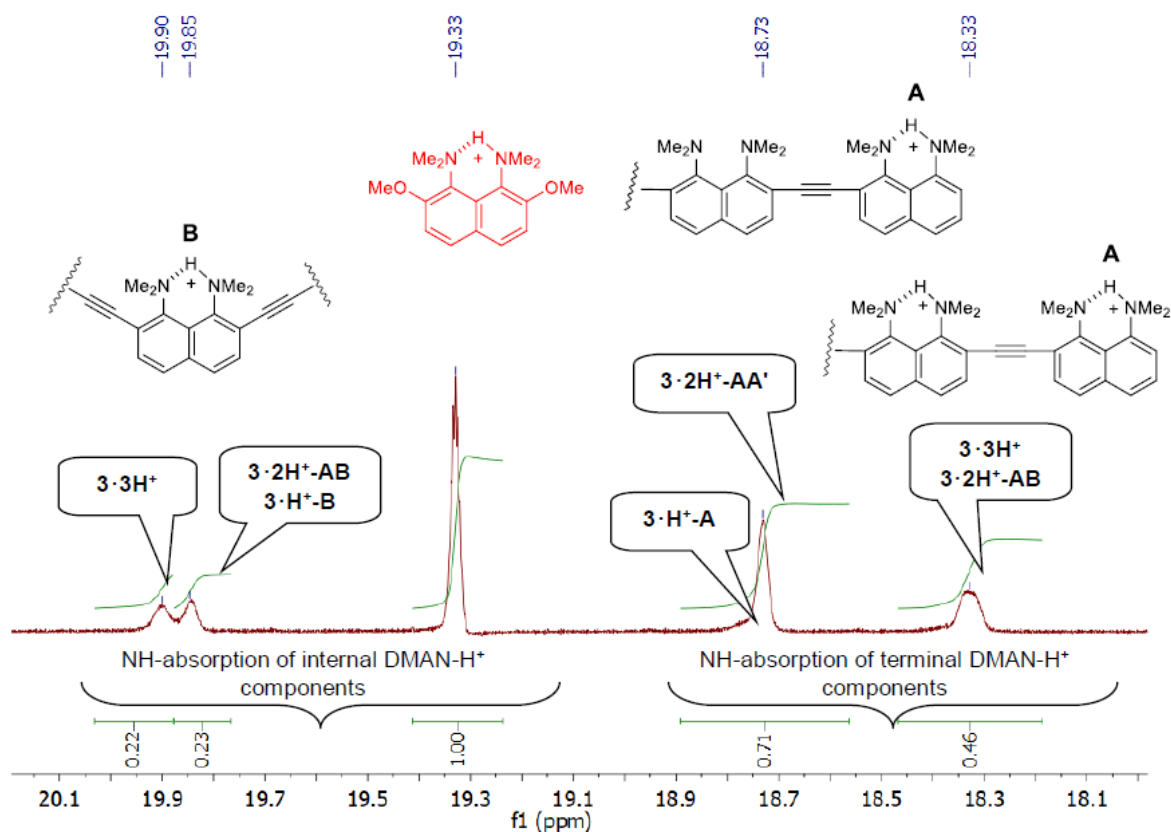 19.90
19.85
19.33
18.73
18.33
A
H
Me₂N
NMe₂
Me₂N
+
NMe₂
H
Me₂N
+
NMe₂
MeO
OMe
B
H
Me₂N
+
NMe₂
A
H
Me₂N
+
NMe₂
H
Me₂N
+
NMe₂
3·2H⁺-AA'
3·3H⁺
3·2H⁺-AB
3·H⁺-B
3·H⁺-A
3·3H⁺
3·2H⁺-AB
NH-absorption of internal DMAN-H⁺
components
NH-absorption of terminal DMAN-H⁺
components
0.22
0.23
1.00
0.71
0.46
20.1 19.9 19.7 19.5 19.3 19.1 18.9 18.7 18.5 18.3 18.1
f1 (ppm)